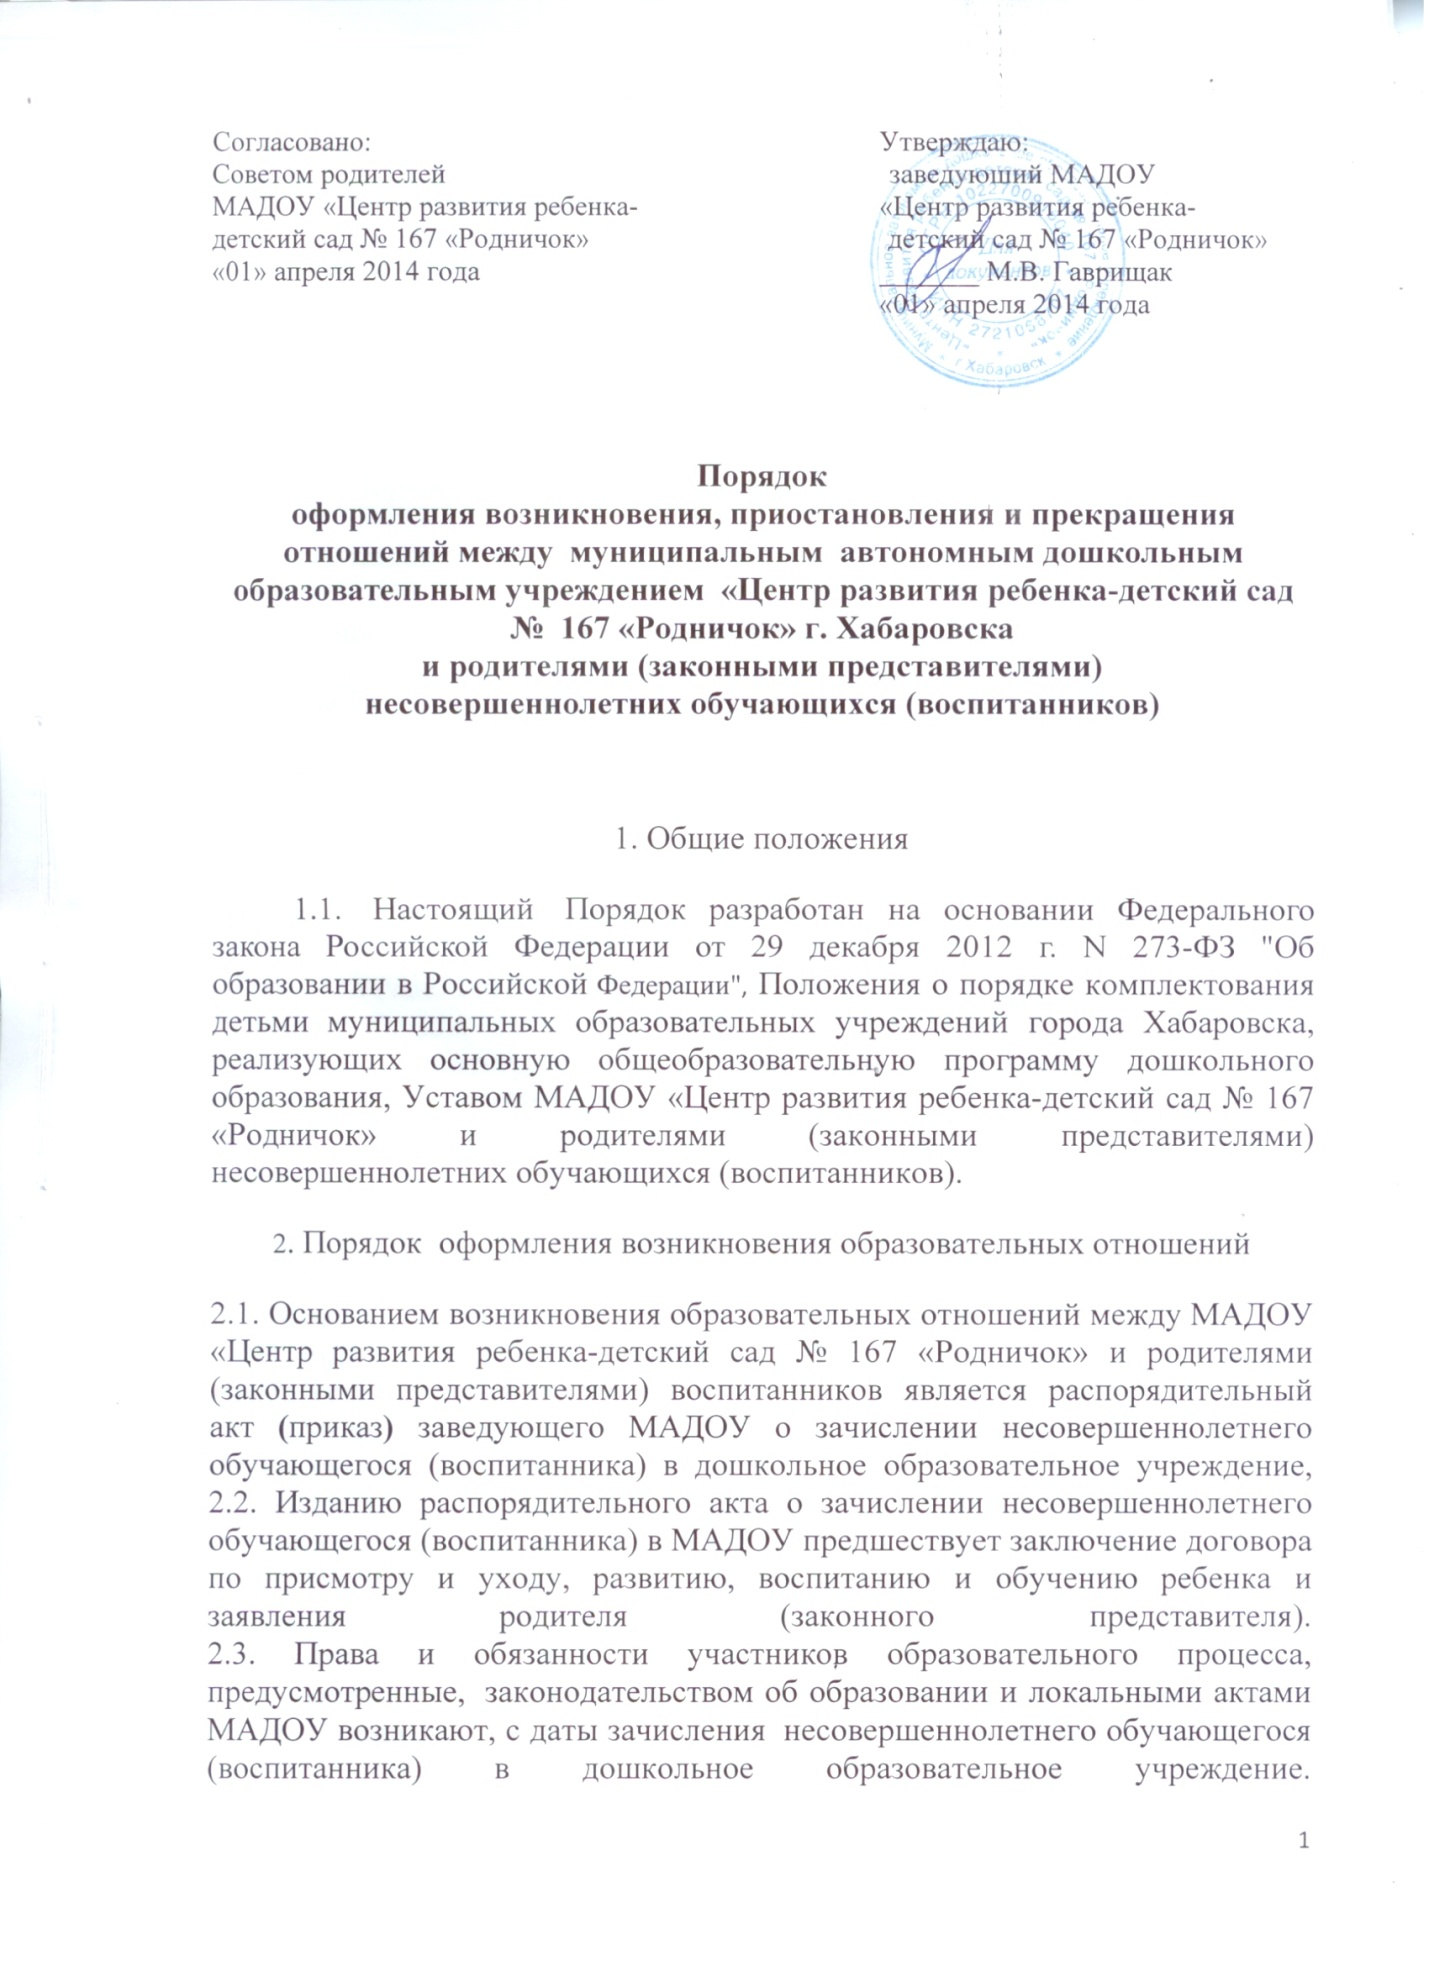 Согласовано:
Советом родителей
МАДОУ «Центр развития ребенка-
детский сад № 167 «Родничок»
«01» апреля 2014 года
Утверждаю:
заведующий МАДОУ
«Центр развития ребенка-
детский сад № 167 «Родничок»
________ М.В. Гаврищак
«01» апреля 2014 года
Для
документов
г Хабаровск
Порядок
оформления возникновения, приостановления и прекращения
отношений между муниципальным автономным дошкольным
образовательным учреждением «Центр развития ребенка-детский сад
№ 167 «Родничок» г. Хабаровска
и родителями (законными представителями)
несовершеннолетних обучающихся (воспитанников)
1. Общие положения
1.1. Настоящий Порядок разработан на основании Федерального
закона Российской Федерации от 29 декабря 2012 г. N 273-ФЗ "Об
образовании в Российской Федерации", Положения о порядке комплектования
детьми муниципальных образовательных учреждений города Хабаровска,
реализующих основную общеобразовательную программу дошкольного
образования, Уставом МАДОУ «Центр развития ребенка-детский сад № 167
«Родничок» и родителями (законными представителями)
несовершеннолетних обучающихся (воспитанников).
2. Порядок оформления возникновения образовательных отношений
2.1. Основанием возникновения образовательных отношений между МАДОУ
«Центр развития ребенка-детский сад № 167 «Родничок» и родителями
(законными представителями) воспитанников является распорядительный
акт (приказ) заведующего МАДОУ о зачислении несовершеннолетнего
обучающегося (воспитанника) в дошкольное образовательное учреждение,
2.2. Изданию распорядительного акта о зачислении несовершеннолетнего
обучающегося (воспитанника) в МАДОУ предшествует заключение договора
по присмотру и уходу, развитию, воспитанию и обучению ребенка и
заявления родителя (законного представителя).
2.3. Права и обязанности участников образовательного процесса,
предусмотренные, законодательством об образовании и локальными актами
МАДОУ возникают, с даты зачисления несовершеннолетнего обучающегося
(воспитанника) в дошкольное образовательное учреждение.
1